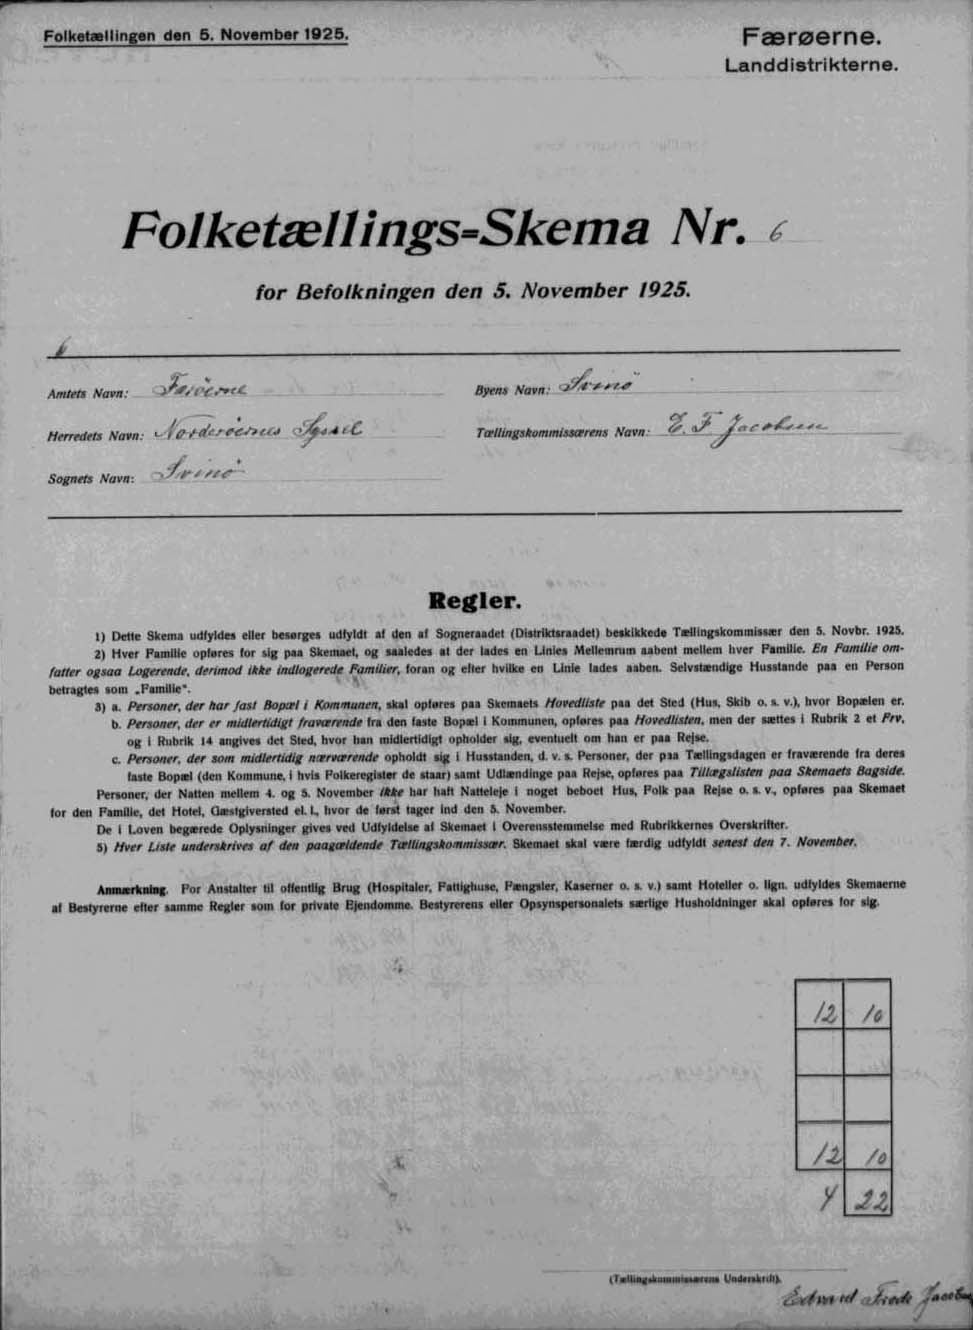 Folketællingen den 5. November 1925.
Færøerne.
Landdistrikterne.
Folketællings-Skema Nr. 6
for Befolkningen den 5. November 1925.
6
Amtets Navn: Færöerne
Byens Navn: Svinö
Herredets Navn: Norderöernes Syssel
Tællingskommissærens Navn: E. F. Jacobsen
Sognets Navn: Svinö
Regler.
1) Dette Skema udfyldes eller besørges udfyldt af den af Sogneraadet (Distriktsraadet) beskikkede Tællingskommissær den 5. Novbr. 1925.
2) Hver Familie opføres for sig paa Skemaet, og saaledes at der lades en Linies Mellemrum aabent mellem hver Familie. En Familie om-
fatter ogsaa Logerende, derimod ikke indlogerede Familier, foran og efter hvilke en Linie lades aaben. Selvstændige Husstande paa en Person
betragtes som „Familie".
3) a. Personer, der har fast Bopæl i Kommunen, skal opføres paa Skemaets Hovedliste paa det Sted (Hus, Skib o. s. v.), hvor Bopælen er.
b. Personer, der er midlertidigt fraværende fra den faste Bopæl i Kommunen, opføres paa Hovedlisten, men der sættes i Rubrik 2 et Frv,
og i Rubrik 14 angives det Sted, hvor han midlertidigt opholder sig, eventuelt om han er paa Rejse.
c. Personer, der som midlertidig nærværende opholdt sig i Husstanden, d. v. s. Personer, der paa Tællingsdagen er fraværende fra deres
faste Bopæl (den Kommune, i hvis Folkeregister de staar) samt Udlændinge paa Rejse, opføres paa Tillægslisten paa Skemaets Bagside.
Personer, der Natten mellem 4. og 5. November ikke har haft Natteleje i noget beboet Hus, Folk paa Rejse o. s. v., opføres paa Skemaet
for den Familie, det Hotel, Gæstgiversted el. l., hvor de først tager ind den 5. November.
De i Loven begærede Oplysninger gives ved Udfyldelse af Skemaet i Overensstemmelse med Rubrikkernes Overskrifter.
5) Hver Liste underskrives af den paagældende Tællingskommissær. Skemaet skal være færdig udfyldt senest den 7. November.
Anmærkning. For Anstalter til offentlig Brug (Hospitaler, Fattighuse, Fængsler, Kaserner o. s. v.) samt Hoteller o. lign. udfyldes Skemaerne
af Bestyrerne efter samme Regler som for private Ejendomme. Bestyrerens eller Opsynspersonalets særlige Husholdninger skal opføres for sig.
12 10
12 10
4 22
(Tællingskommissærens Underskrift).
Edvard Frode Jacobsen